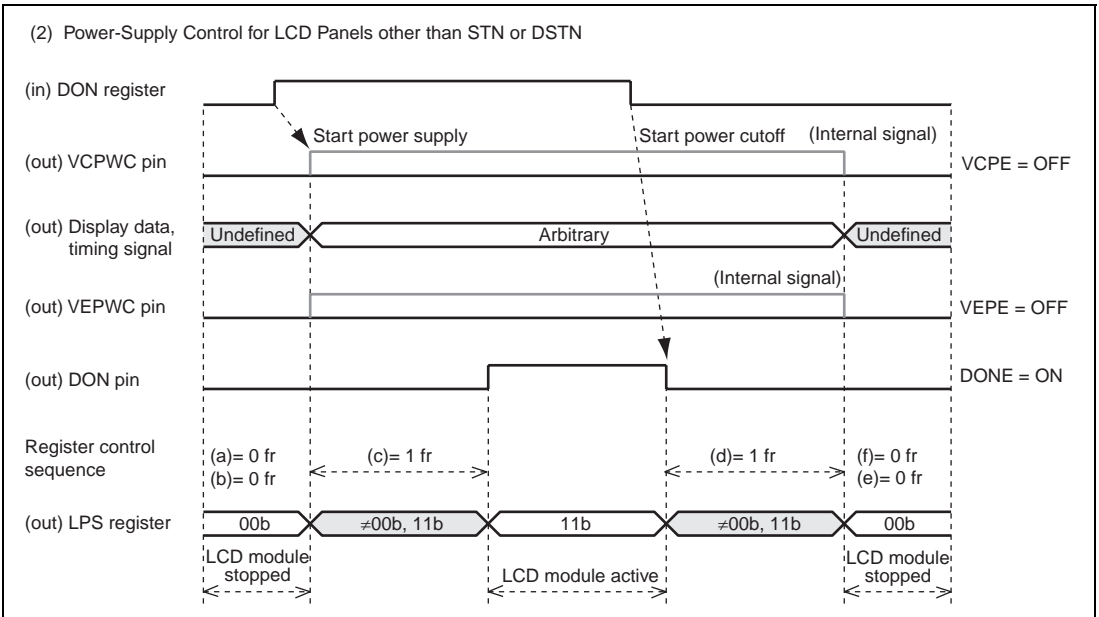 (2) Power-Supply Control for LCD Panels other than STN or DSTN
(in) DON register
Start power supply
Start power cutoff
(Internal signal)
(out) VCPWC pin
VCPE = OFF
(out) Display data,
timing signal
Undefined
Arbitrary
Undefined
(Internal signal)
(out) VEPWC pin
VEPE = OFF
(out) DON pin
DONE = ON
Register control
sequence
(a)= 0 fr
(b)= 0 fr
(c)= 1 fr
(d)= 1 fr
(f)= 0 fr
(e)= 0 fr
(out) LPS register
00b
≠00b, 11b
11b
≠00b, 11b
00b
LCD module
stopped
LCD module active
LCD module
stopped